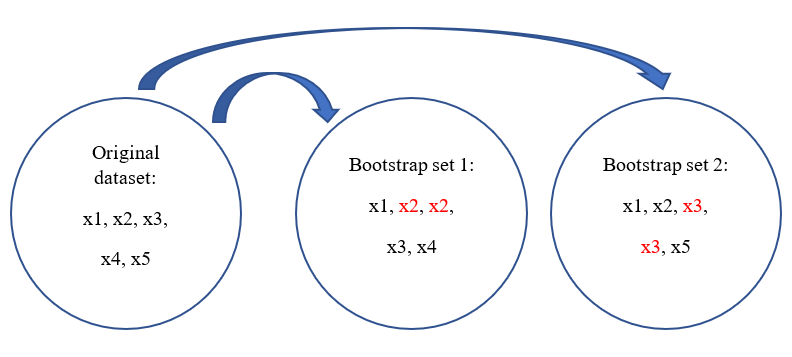 Original
dataset:
x1, x2, x3,
x4, x5
Bootstrap set 1:
x1, x2, x2,
x3, x4
Bootstrap set 2:
x1, x2, x3,
x3, x5